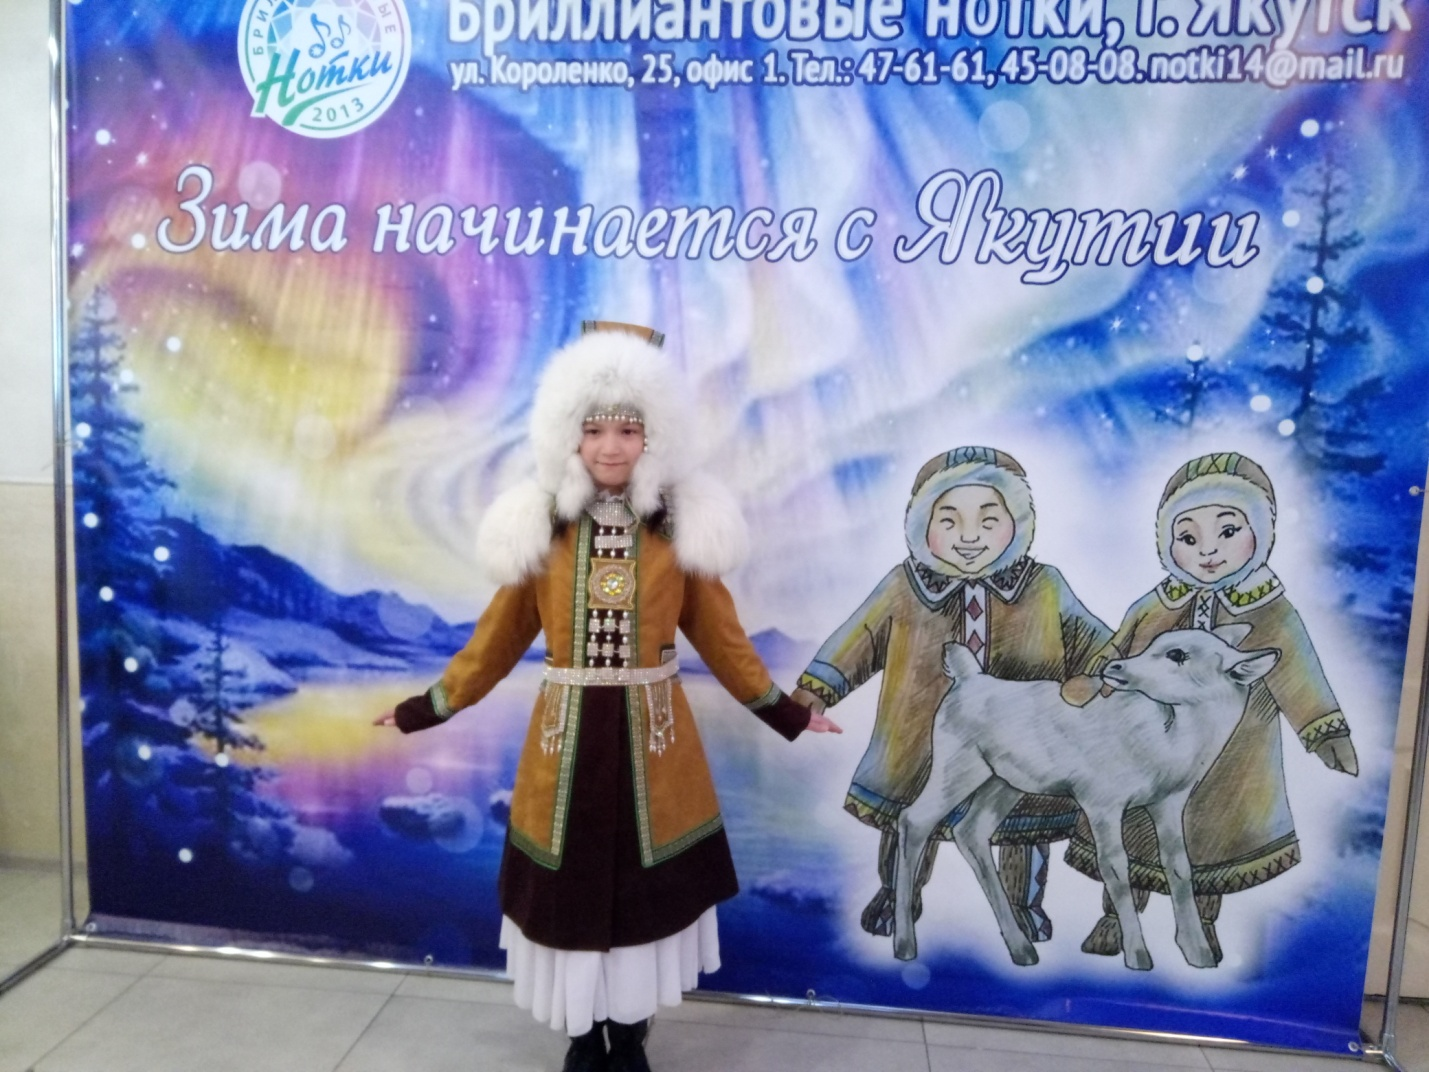 Нотки
2013
Бриллиантовые нотки, г. Якутск
ул. Короленко, 25, офис 1. Тел.: 47-61-61, 45-08-08. notki14@mail.ru
Зима начинается с Якутии